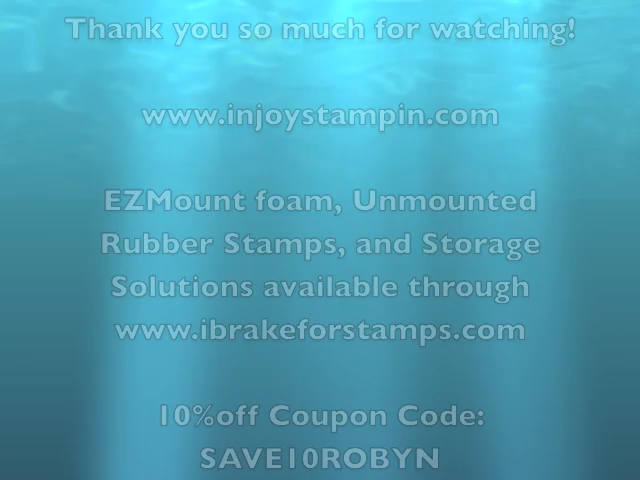 Thank you so much for watching!
www.injoystampin.com
EZMount foam, Unmounted
Rubber Stamps, and Storage
Solutions available through
www.ibrakeforstamps.com
10%off Coupon Code:
SAVE10ROBYN